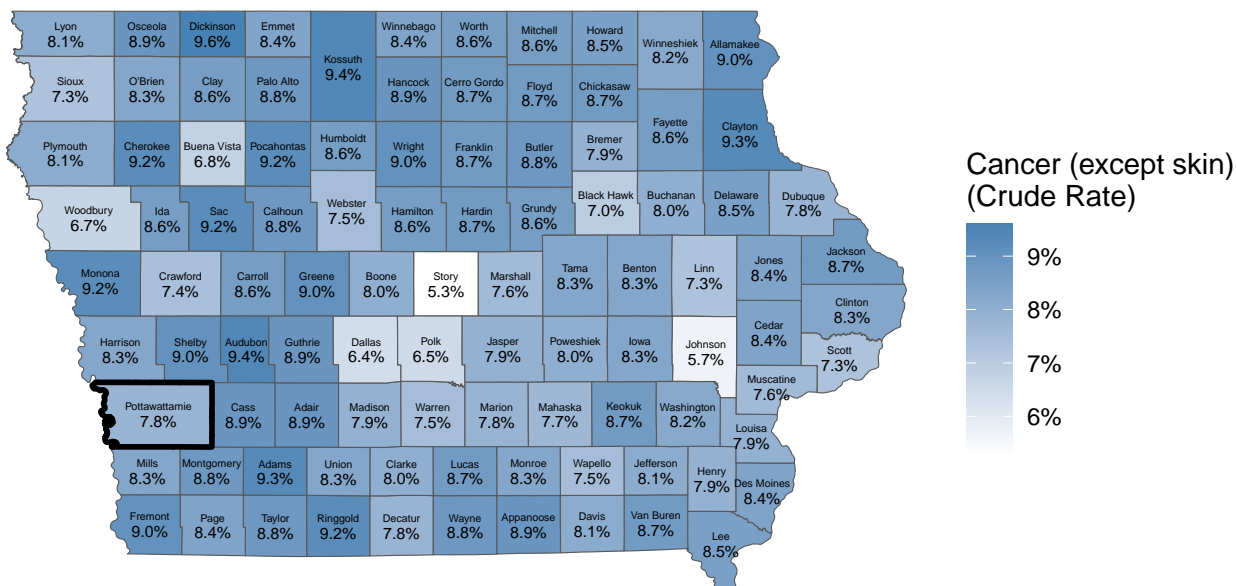 Lyon
8.1%
Osceola
8.9%
Dickinson
9.6%
Emmet
8.4%
Kossuth
9.4%
Winnebago
8.4%
Worth
8.6%
Mitchell
8.6%
Howard
8.5%
Winneshiek
8.2%
Allamakee
9.0%
Sioux
7.3%
O'Brien
8.3%
Clay
8.6%
Palo Alto
8.8%
Hancock
8.9%
Cerro Gordo
8.7%
Floyd
8.7%
Chickasaw
8.7%
Fayette
8.6%
Clayton
9.3%
Plymouth
8.1%
Cherokee
9.2%
Buena Vista
6.8%
Pocahontas
9.2%
Humboldt
8.6%
Wright
9.0%
Franklin
8.7%
Butler
8.8%
Bremer
7.9%
Woodbury
6.7%
Ida
8.6%
Sac
9.2%
Calhoun
8.8%
Webster
7.5%
Hamilton
8.6%
Hardin
8.7%
Grundy
8.6%
Black Hawk
7.0%
Buchanan
8.0%
Delaware
8.5%
Dubuque
7.8%
Monona
9.2%
Crawford
7.4%
Carroll
8.6%
Greene
9.0%
Boone
8.0%
Story
5.3%
Marshall
7.6%
Tama
8.3%
Benton
8.3%
Linn
7.3%
Jones
8.4%
Jackson
8.7%
Clinton
8.3%
Harrison
8.3%
Shelby
9.0%
Audubon
9.4%
Guthrie
8.9%
Dallas
6.4%
Polk
6.5%
Jasper
7.9%
Poweshiek
8.0%
Iowa
8.3%
Johnson
5.7%
Cedar
8.4%
Scott
7.3%
Muscatine
7.6%
Pottawattamie
7.8%
Cass
8.9%
Adair
8.9%
Madison
7.9%
Warren
7.5%
Marion
7.8%
Mahaska
7.7%
Keokuk
8.7%
Washington
8.2%
Louisa
7.9%
Mills
8.3%
Montgomery
8.8%
Adams
9.3%
Union
8.3%
Clarke
8.0%
Lucas
8.7%
Monroe
8.3%
Wapello
7.5%
Jefferson
8.1%
Henry
7.9%
Des Moines
8.4%
Fremont
9.0%
Page
8.4%
Taylor
8.8%
Ringgold
9.2%
Decatur
7.8%
Wayne
8.8%
Appanoose
8.9%
Davis
8.1%
Van Buren
8.7%
Lee
8.5%
Cancer (except skin)
(Crude Rate)
9%
8%
7%
6%